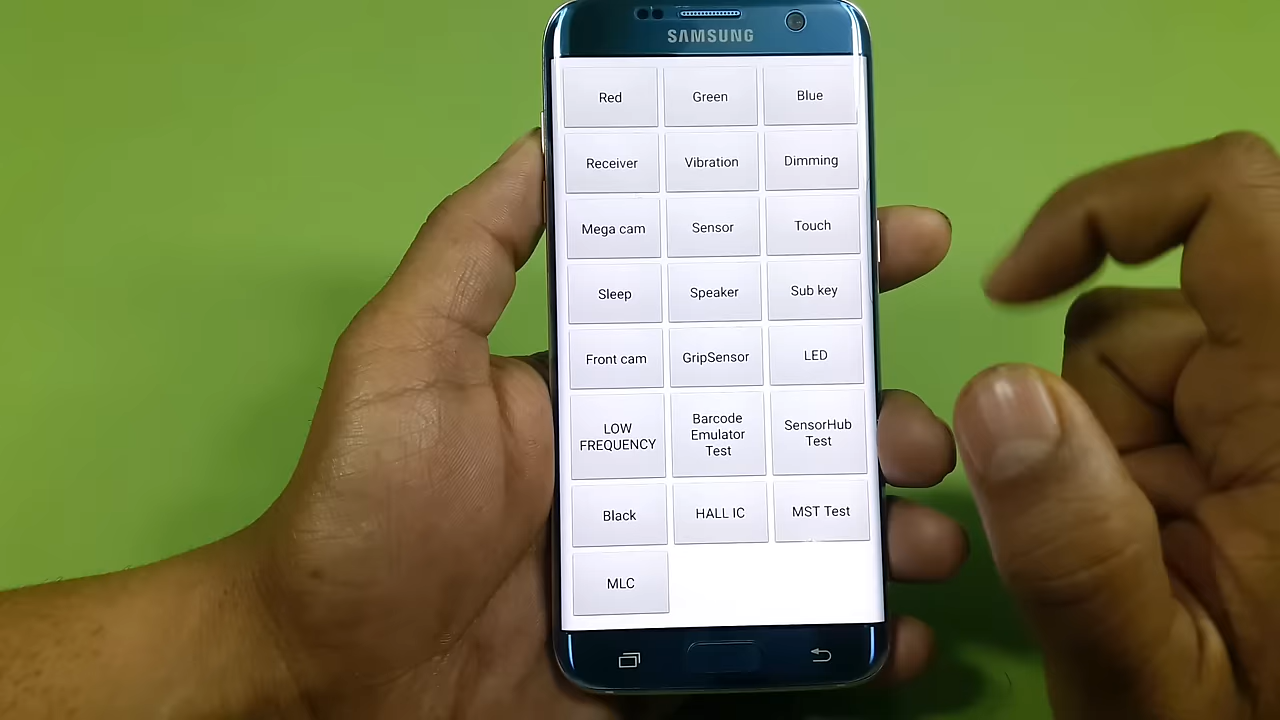 SAMSUNG
Red
Green
Blue
Receiver
Vibration
Dimming
Mega cam
Sensor
Touch
Sleep
Speaker
Sub key
Front cam
GripSensor
LED
LOW
FREQUENCY
Barcode
Emulator
Test
SensorHub
Test
Black
HALL IC
MST Test
MLC